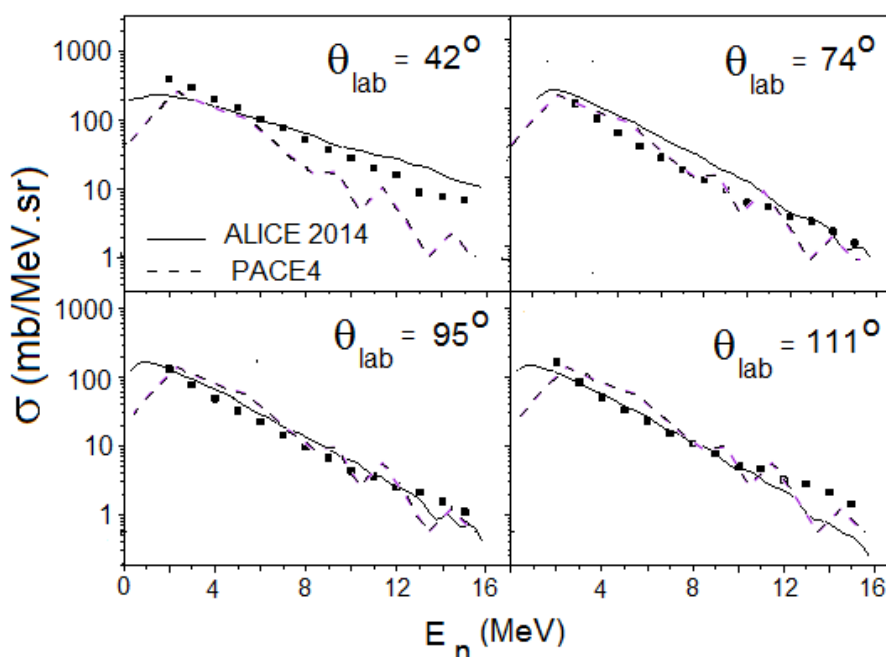 1000
100
10
1
θlab = 42°
θlab = 74°
ALICE 2014
PACE4
σ (mb/MeV.sr)
1000
100
10
1
θlab = 95°
θlab = 111°
0 4 8 12 16 4 8 12 16
En (MeV)